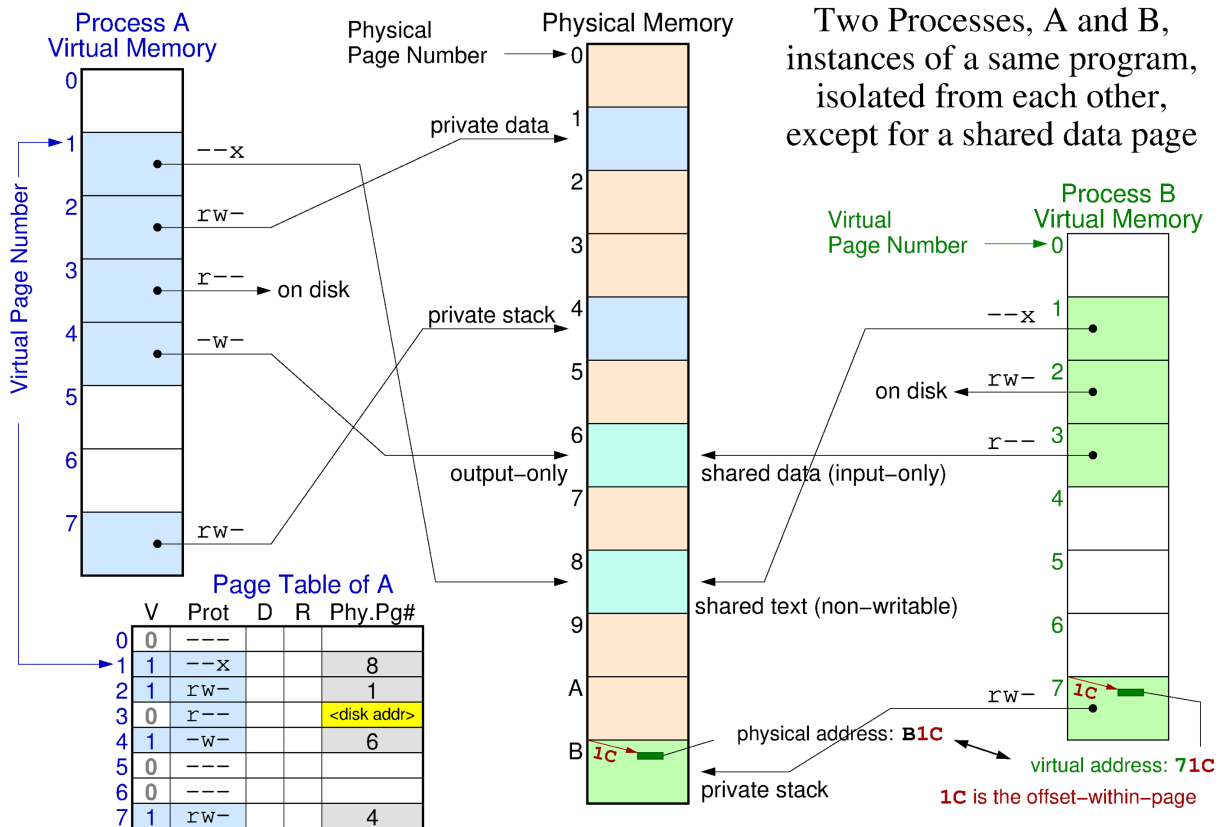 Process A
Virtual Memory
Physical Memory
Physical
Page Number
Two Processes, A and B,
instances of a same program,
isolated from each other,
except for a shared data page
Virtual Page Number
0
1
2
3
4
5
6
7
--x
rw-
r--
on disk
-w-
rw-
private data
private stack
output-only
0
1
2
3
4
5
6
7
8
9
A
B
1C
shared data (input-only)
shared text (non-writable)
private stack
physical address: B1C
Process B
Virtual Memory
Virtual
Page Number
0
1
2
3
4
5
6
7
--x
rw-
on disk
r--
rw-
1C
virtual address: 71C
1C is the offset-within-page
Page Table of A
V Prot D R Phy.Pg#
0 0 ---
1 1 --x 8
2 1 rw- 1
3 0 r-- <disk addr>
4 1 -w- 6
5 0 ---
6 0 ---
7 1 rw- 4